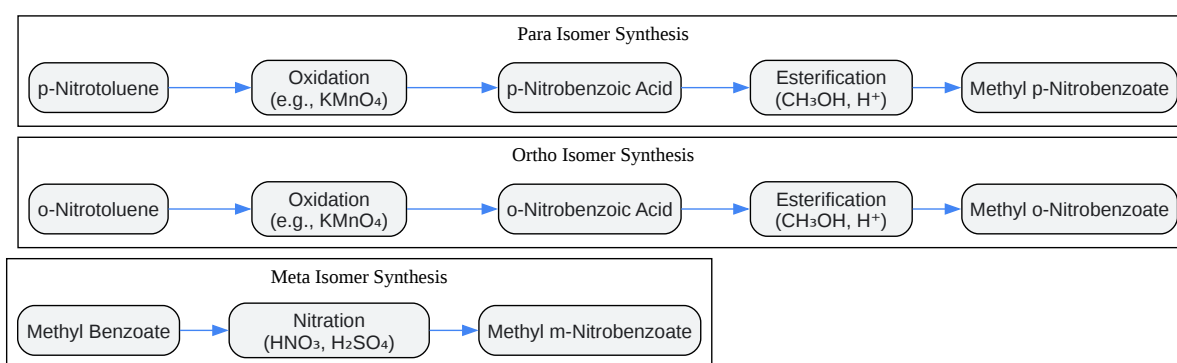 Para Isomer Synthesis
p-Nitrotoluene
Oxidation
(e.g., KMnO₄)
p-Nitrobenzoic Acid
Esterification
(CH₃OH, H⁺)
Methyl p-Nitrobenzoate
Ortho Isomer Synthesis
o-Nitrotoluene
Oxidation
(e.g., KMnO₄)
o-Nitrobenzoic Acid
Esterification
(CH₃OH, H⁺)
Methyl o-Nitrobenzoate
Meta Isomer Synthesis
Methyl Benzoate
Nitration
(HNO₃, H₂SO₄)
Methyl m-Nitrobenzoate